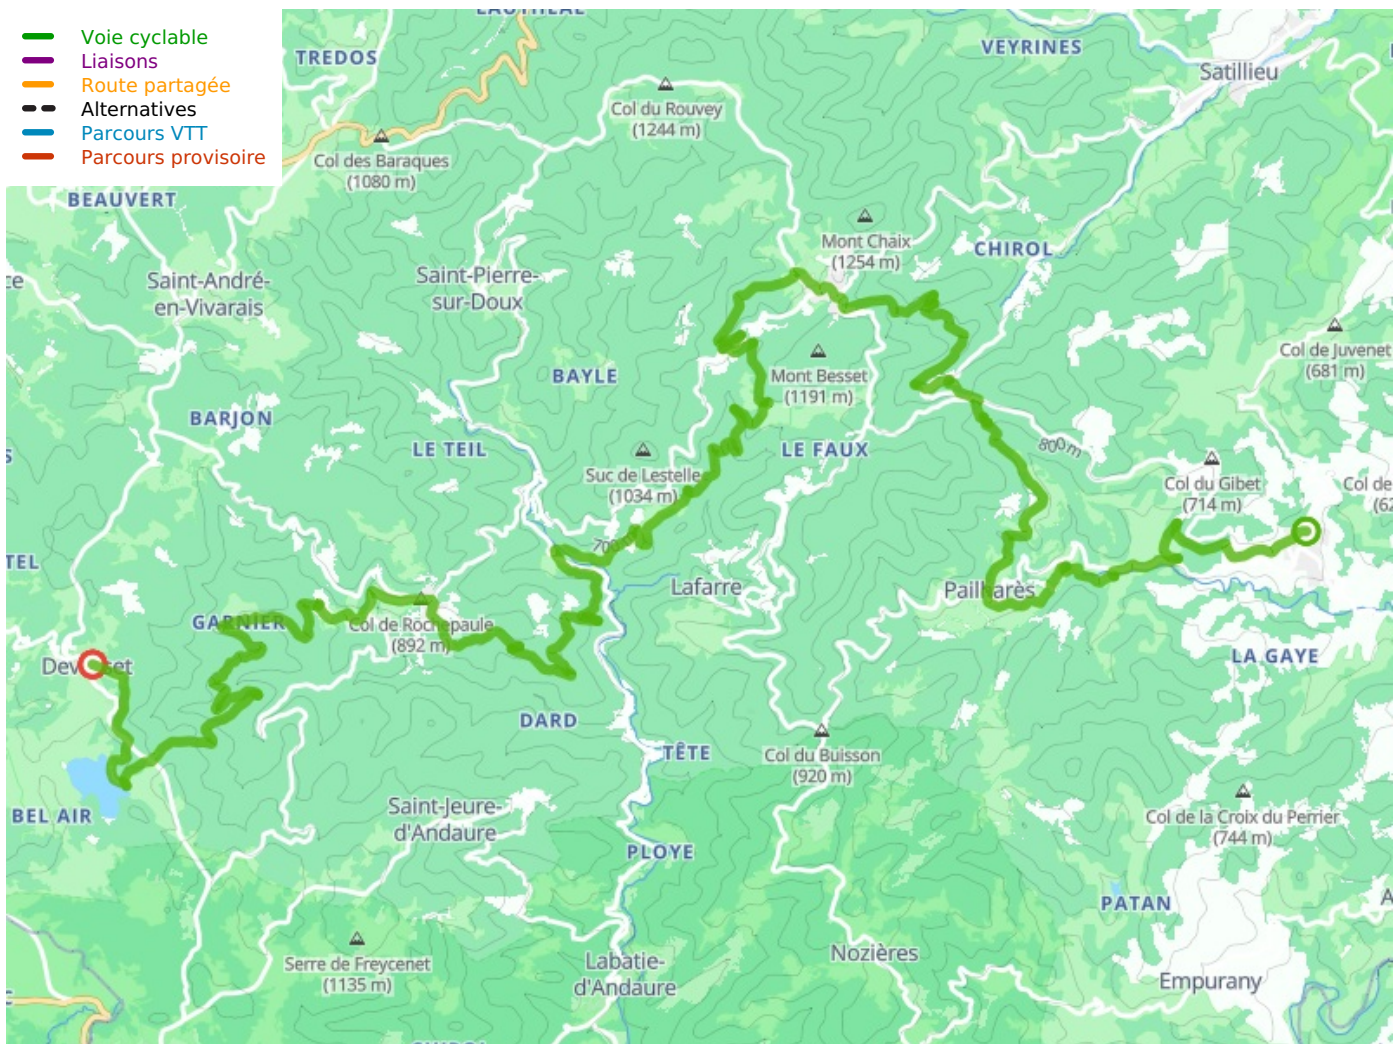 Voie cyclable
Liaisons
Route partagée
Alternatives
Parcours VTT
Parcours provisoire
TREDOS
VEYRINES
Satillieu
Col du Rouvey
(1244 m)
Col des Baraques
(1080 m)
BEAUVERT
Mont Chaix
(1254 m)
CHIROL
Saint-André-
en-Vivarais
Saint-Pierre-
sur-Doux
Col de Juvenet
(681 m)
BAYLE
Mont Besset
(1191 m)
BARJON
LE TEIL
LE FAUX
800 m
Suc de Lestelle
(1034 m)
Col du Gibet
(714 m)
Col de
Lafarre
Pailharès
GARNIER
Col de Rochepaule
(892 m)
Devesset
LA GAYE
DARD
TÊTE
Col du Buisson
(920 m)
BEL AIR
Saint-Jeure-
d'Andaure
Col de la Croix du Perrier
(744 m)
PLOYE
PATAN
Serre de Freycenet
(1135 m)
Labatie-
d'Andaure
Nozières
Empurany